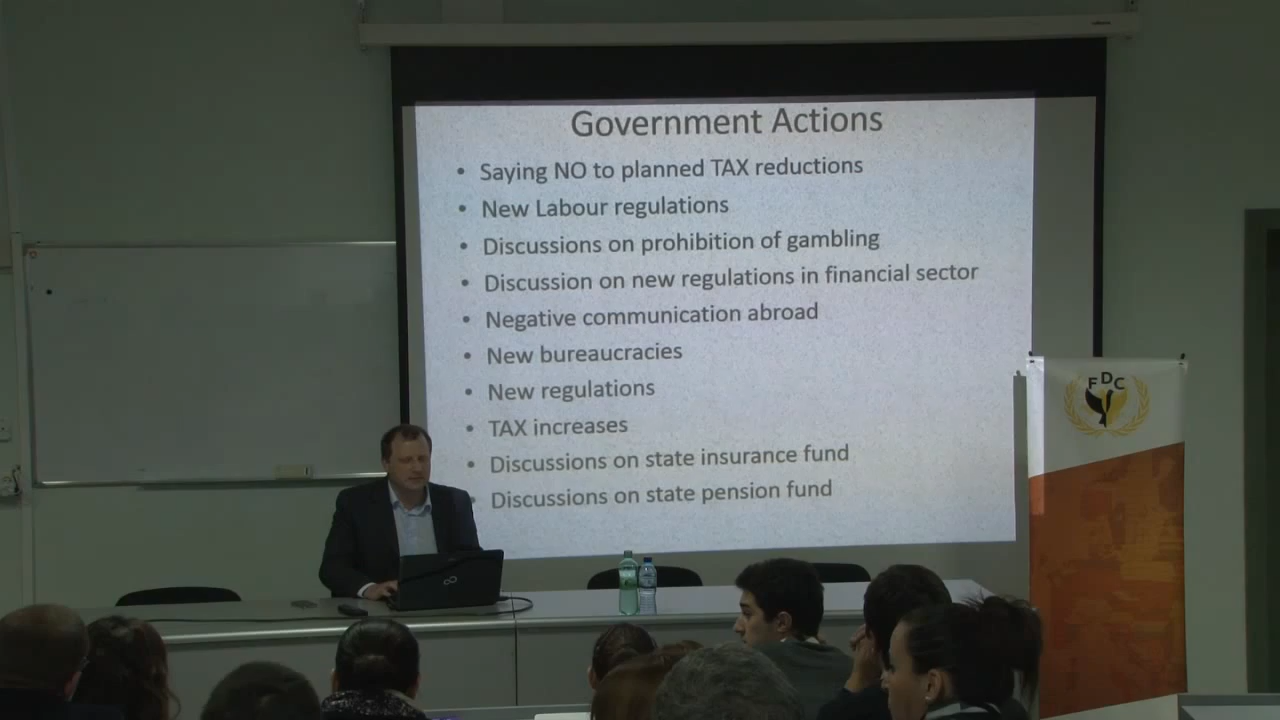 Government Actions
• Saying NO to planned TAX reductions
• New Labour regulations
• Discussions on prohibition of gambling
• Discussion on new regulations in financial sector
• Negative communication abroad
• New bureaucracies
• New regulations
• TAX increases
• Discussions on state insurance fund
• Discussions on state pension fund
FDC